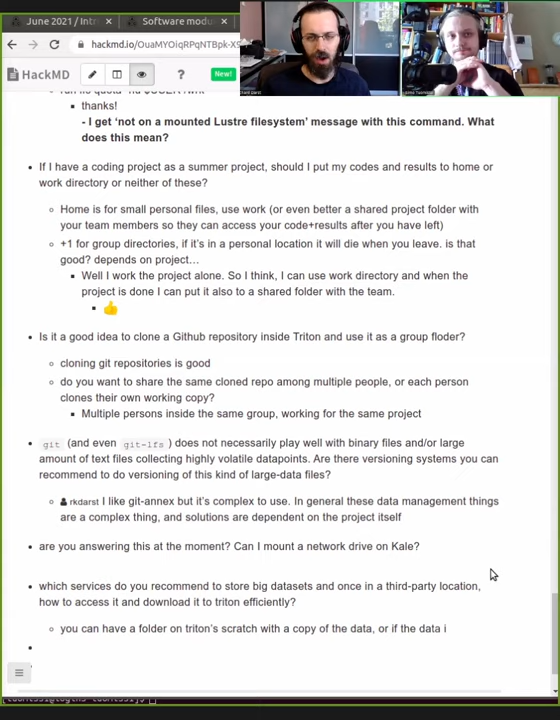 June 2021 / Intr
Software modu
hackmd.io/OuaMYOiqRPqNTBpk-X
HackMD
New!
thanks!
- I get ‘not on a mounted Lustre filesystem’ message with this command. What
does this mean?
If I have a coding project as a summer project, should I put my codes and results to home or
work directory or neither of these?
Home is for small personal files, use work (or even better a shared project folder with
your team members so they can access your code+results after you have left)
+1 for group directories, if it's in a personal location it will die when you leave. is that
good? depends on project…
Well I work the project alone. So I think, I can use work directory and when the
project is done I can put it also to a shared folder with the team.
👍
Is it a good idea to clone a Github repository inside Triton and use it as a group floder?
cloning git repositories is good
do you want to share the same cloned repo among multiple people, or each person
clones their own working copy?
Multiple persons inside the same group, working for the same project
git (and even git-lfs ) does not necessarily play well with binary files and/or large
amount of text files collecting highly volatile datapoints. Are there versioning systems you can
recommend to do versioning of this kind of large-data files?
rkdarst I like git-annex but it's complex to use. In general these data management things
are a complex thing, and solutions are dependent on the project itself
are you answering this at the moment? Can I mount a network drive on Kale?
which services do you recommend to store big datasets and once in a third-party location,
how to access it and download it to triton efficiently?
you can have a folder on triton's scratch with a copy of the data, or if the data i